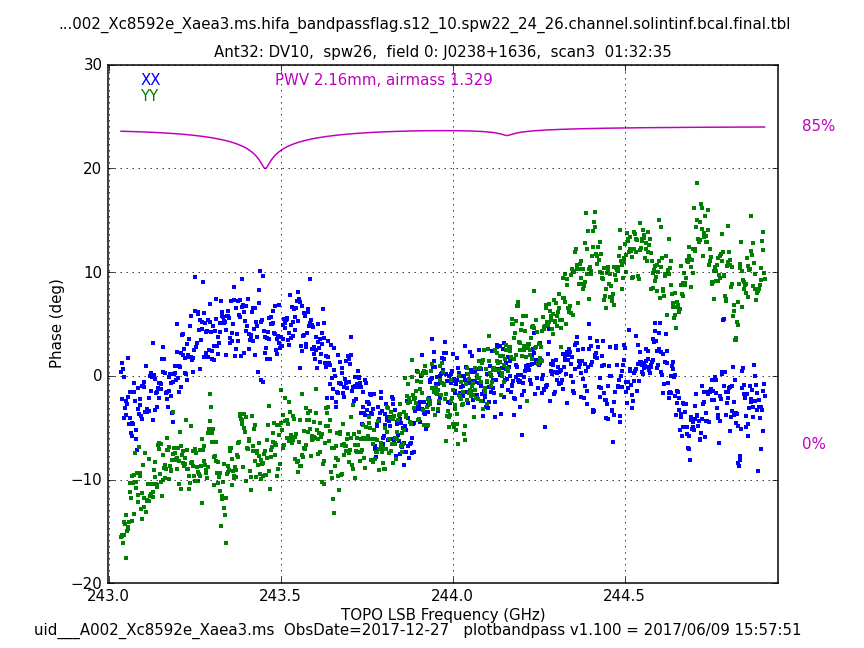 ...002_Xc8592e_Xaea3.ms.hifa_bandpassflag.s12_10.spw22_24_26.channel.solintinf.bcal.final.tbl
Ant32: DV10, spw26, field 0: J0238+1636, scan3 01:32:35
30
XX
PWV 2.16mm, airmass 1.329
YY
85%
20
10
Phase (deg)
0
0%
−10
−20
243.0
243.5
244.0
244.5
TOPO LSB Frequency (GHz)
uid___A002_Xc8592e_Xaea3.ms ObsDate=2017-12-27 plotbandpass v1.100 = 2017/06/09 15:57:51